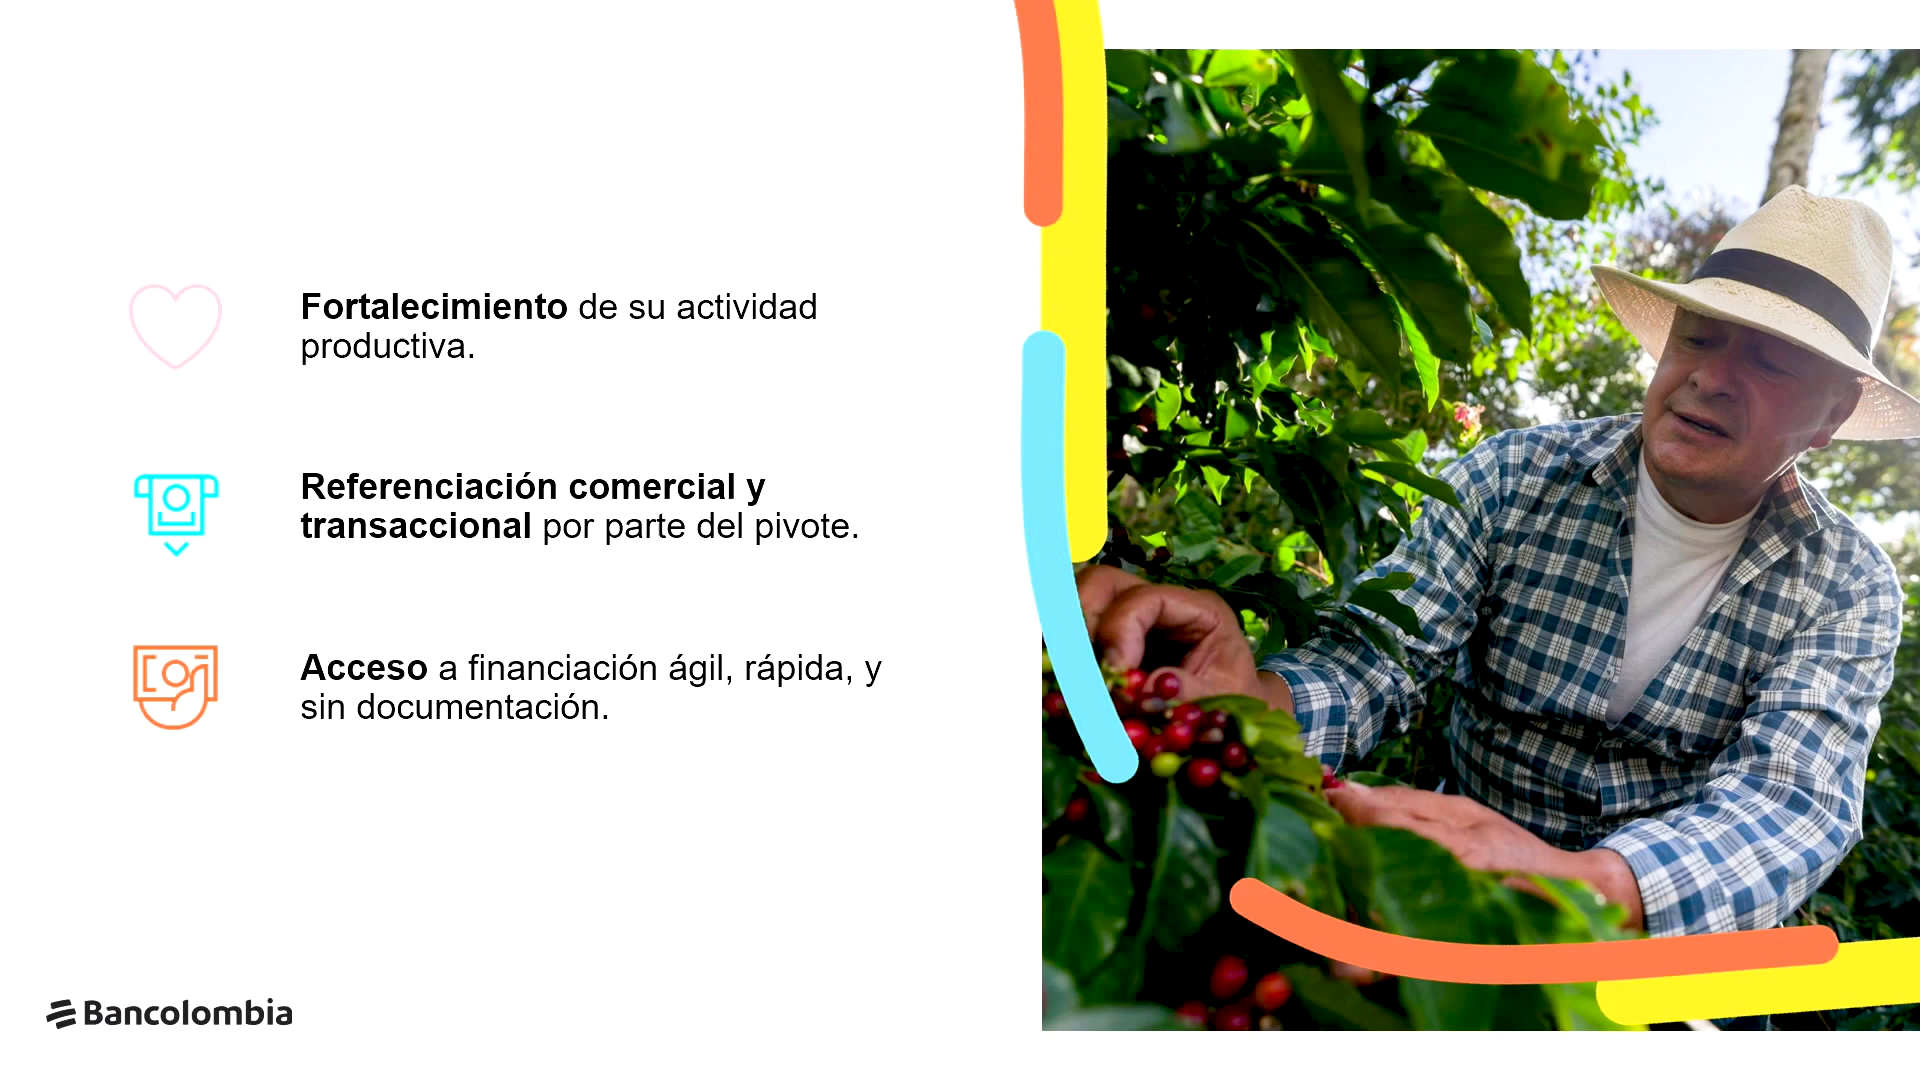 Fortalecimiento de su actividad
productiva.
Referenciación comercial y
transaccional por parte del pivote.
Acceso a financiación ágil, rápida, y
sin documentación.
Bancolombia